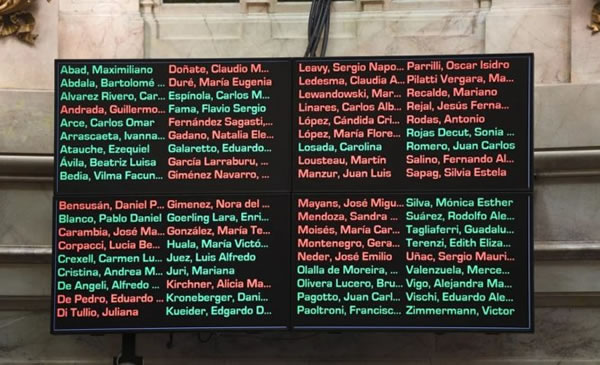 Abad, Maximiliano
Abdala, Bartolomé ...
Alvarez Rivero, Car...
Andrada, Guillermo...
Arce, Carlos Omar
Arrascaeta, Ivanna...
Atauche, Ezequiel
Ávila, Beatriz Luisa
Bedia, Vilma Facun...
Doñate, Claudio M...
Duré, María Eugenia
Espínola, Carlos M...
Fama, Flavio Sergio
Fernández Sagasti,...
Gadano, Natalia Ele...
Galaretto, Eduardo...
García Larraburu, ...
Giménez Navarro, ...
Leavy, Sergio Napo...
Ledesma, Claudia A...
Lewandowski, Mar...
Linares, Carlos Alb...
López, Cándida Cri...
López, María Flore...
Losada, Carolina
Lousteau, Martín
Manzur, Juan Luis
Parrilli, Oscar Isidro
Pilatti Vergara, Ma...
Recalde, Mariano
Rejal, Jesús Ferna...
Rodas, Antonio
Rojas Decut, Sonia ...
Romero, Juan Carlos
Salino, Fernando Al...
Sapag, Silvia Estela
Bensusán, Daniel P...
Blanco, Pablo Daniel
Carambia, José Ma...
Corpacci, Lucia Be...
Crexell, Carmen Lu...
Cristina, Andrea M...
De Angeli, Alfredo ...
De Pedro, Eduardo ...
Di Tullio, Juliana
Gimenez, Nora del ...
Goerling Lara, Enri...
González, María Te...
Huala, María Victó...
Juez, Luis Alfredo
Juri, Mariana
Kirchner, Alicia Ma...
Kroneberger, Dani...
Kueider, Edgardo D...
Mayans, José Migu...
Mendoza, Sandra ...
Moisés, María Car...
Montenegro, Gera...
Neder, José Emilio
Olalla de Moreira, ...
Olivera Lucero, Bru...
Pagotto, Juan Carl...
Paoltroni, Francisc...
Silva, Mónica Esther
Suárez, Rodolfo Ale...
Tagliaferri, Guadalu...
Terenzi, Edith Eliza...
Uñac, Sergio Mauri...
Valenzuela, Merce...
Vigo, Alejandra Ma...
Vischi, Eduardo Ale...
Zimmermann, Victor